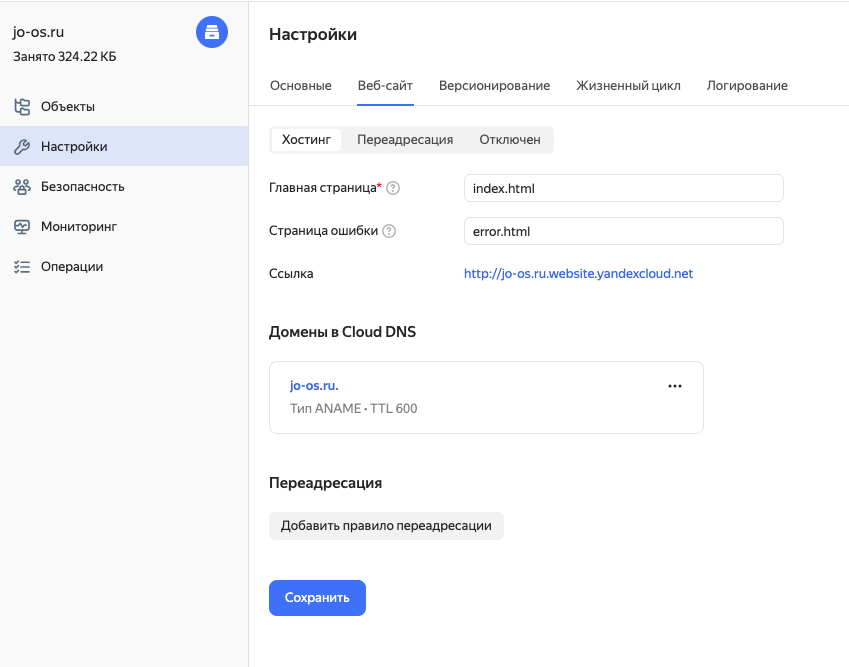 jo-os.ru
Занято 324.22 КБ
Объекты
Настройки
Безопасность
Мониторинг
Операции
Настройки
Основные Веб-сайт Версионирование Жизненный цикл Логирование
Хостинг Переадресация Отключен
Главная страница* ? index.html
Страница ошибки ? error.html
Ссылка http://jo-os.ru.website.yandexcloud.net
Домены в Cloud DNS
jo-os.ru.
Тип ANAME • TTL 600
Переадресация
Добавить правило переадресации
Сохранить